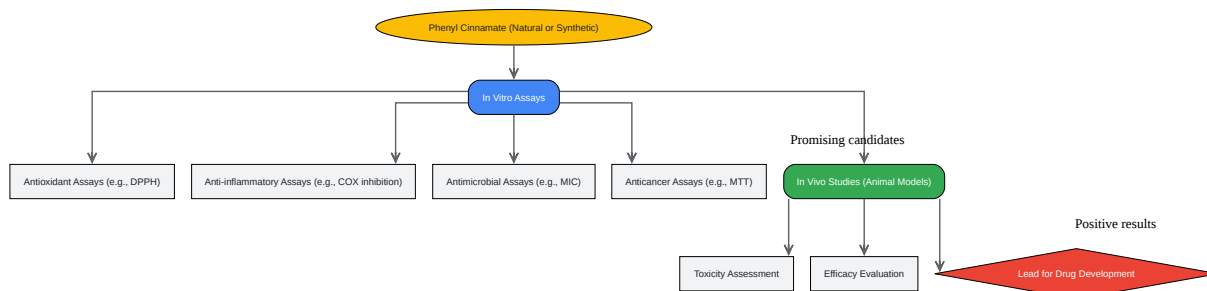 Phenyl Cinnamate (Natural or Synthetic)
In Vitro Assays
Promising candidates
Antioxidant Assays (e.g., DPPH)
Anti-inflammatory Assays (e.g., COX inhibition)
Antimicrobial Assays (e.g., MIC)
Anticancer Assays (e.g., MTT)
In Vivo Studies (Animal Models)
Positive results
Toxicity Assessment
Efficacy Evaluation
Lead for Drug Development